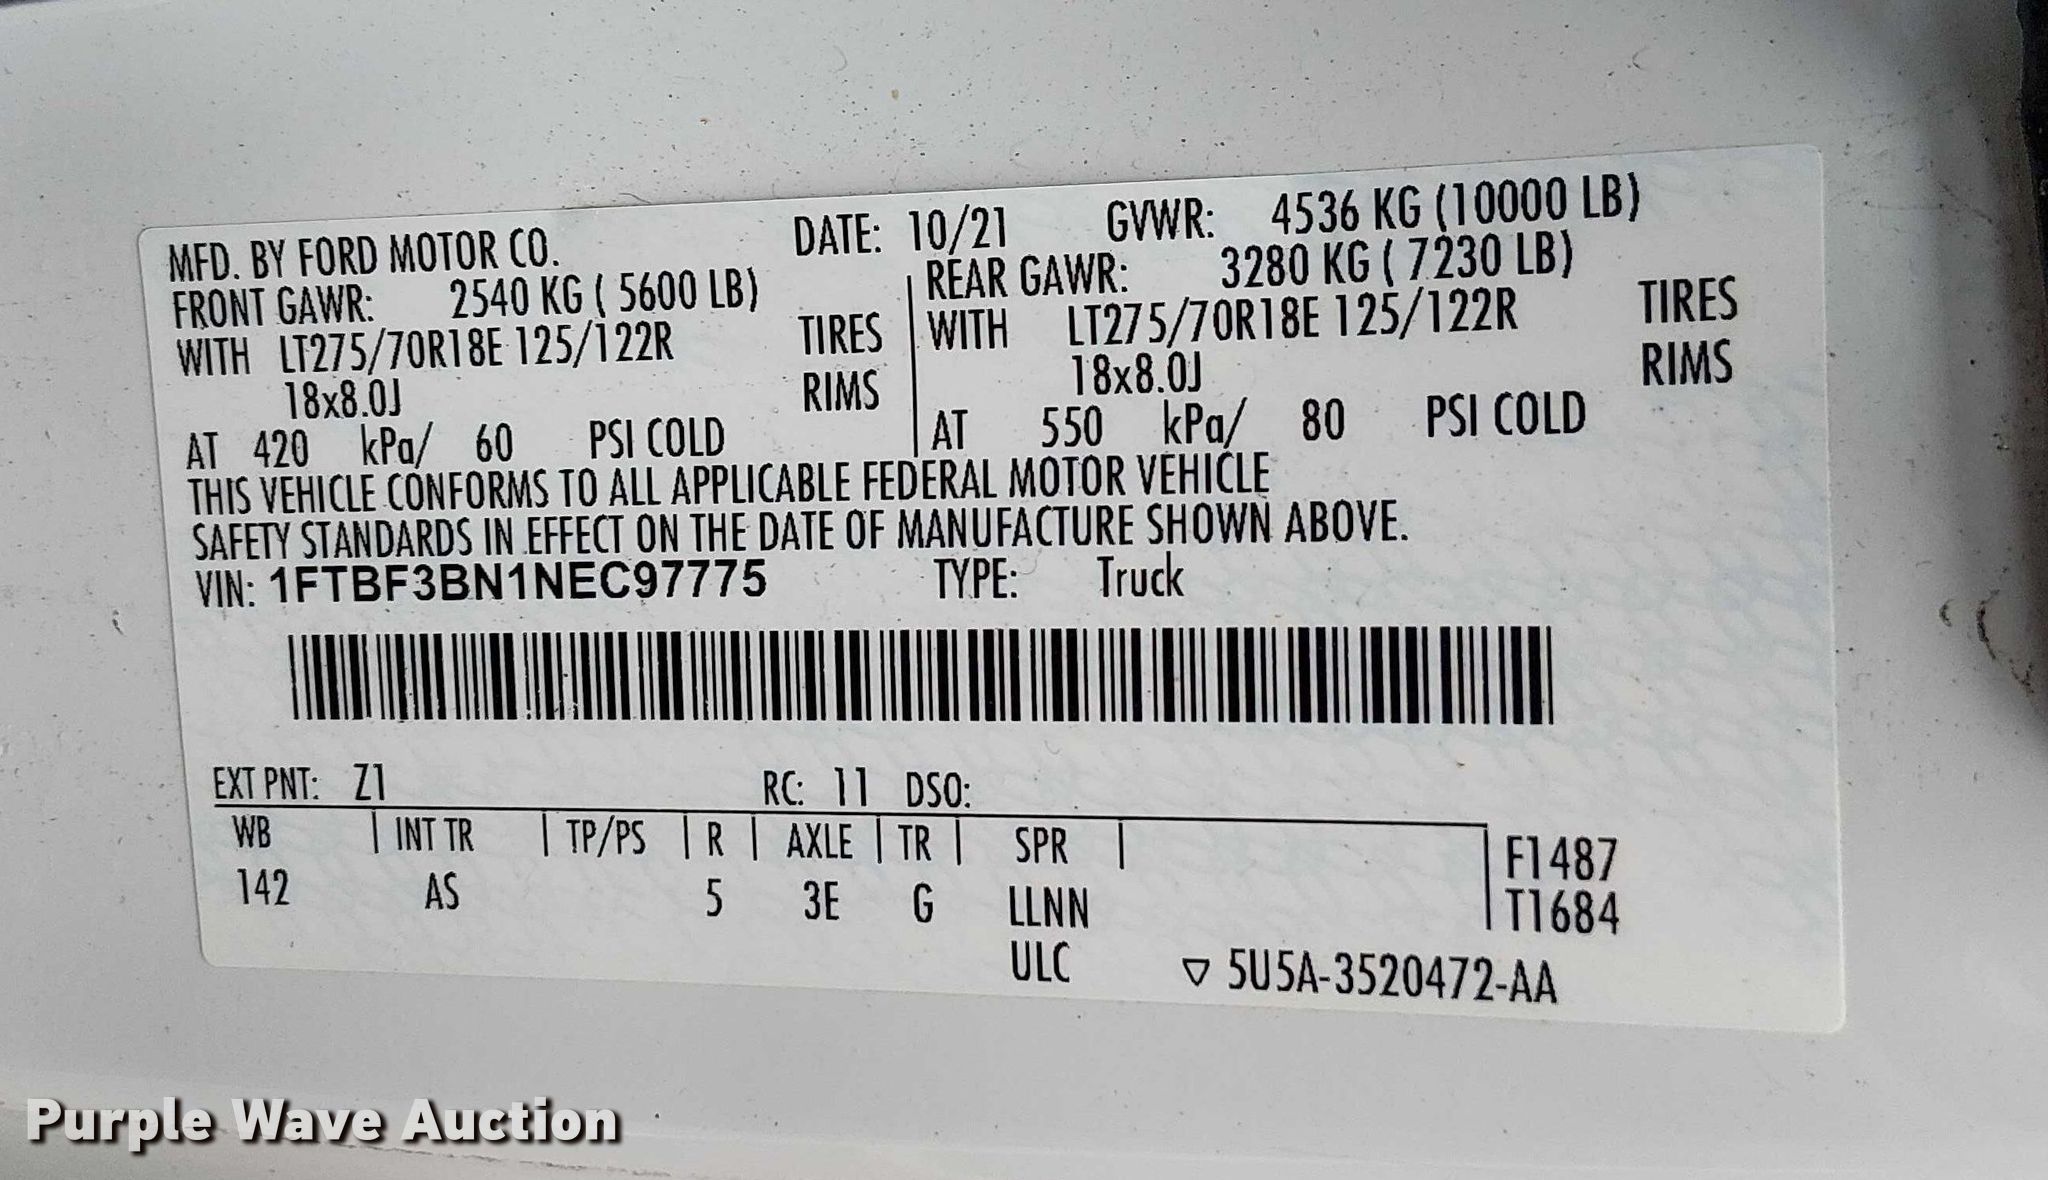 MFD. BY FORD MOTOR CO. DATE: 10/21 GVWR: 4536 KG (10000 LB)
FRONT GAWR: 2540 KG ( 5600 LB) REAR GAWR: 3280 KG ( 7230 LB)
WITH LT275/70R18E 125/122R TIRES WITH LT275/70R18E 125/122R TIRES
18x8.0J RIMS 18x8.0J RIMS
AT 420 kPa/ 60 PSI COLD AT 550 kPa/ 80 PSI COLD
THIS VEHICLE CONFORMS TO ALL APPLICABLE FEDERAL MOTOR VEHICLE
SAFETY STANDARDS IN EFFECT ON THE DATE OF MANUFACTURE SHOWN ABOVE.
VIN: 1FTBF3BN1NEC97775 TYPE: Truck
EXT PNT: Z1 RC: 11 DSO:
WB | INT TR | TP/PS | R | AXLE | TR | SPR | F1487
142 AS 5 3E G LLNN T1684
ULC ▽ 5U5A-3520472-AA
Purple Wave Auction